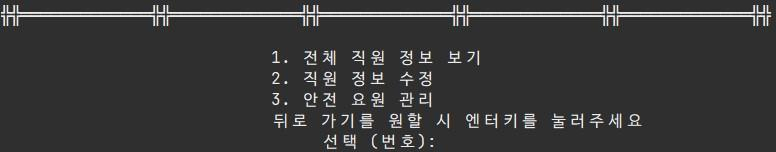 1. 전체 직원 정보 보기
2. 직원 정보 수정
3. 안전 요원 관리
뒤로 가기를 원할 시 엔터키를 눌러주세요
선택 (번호):